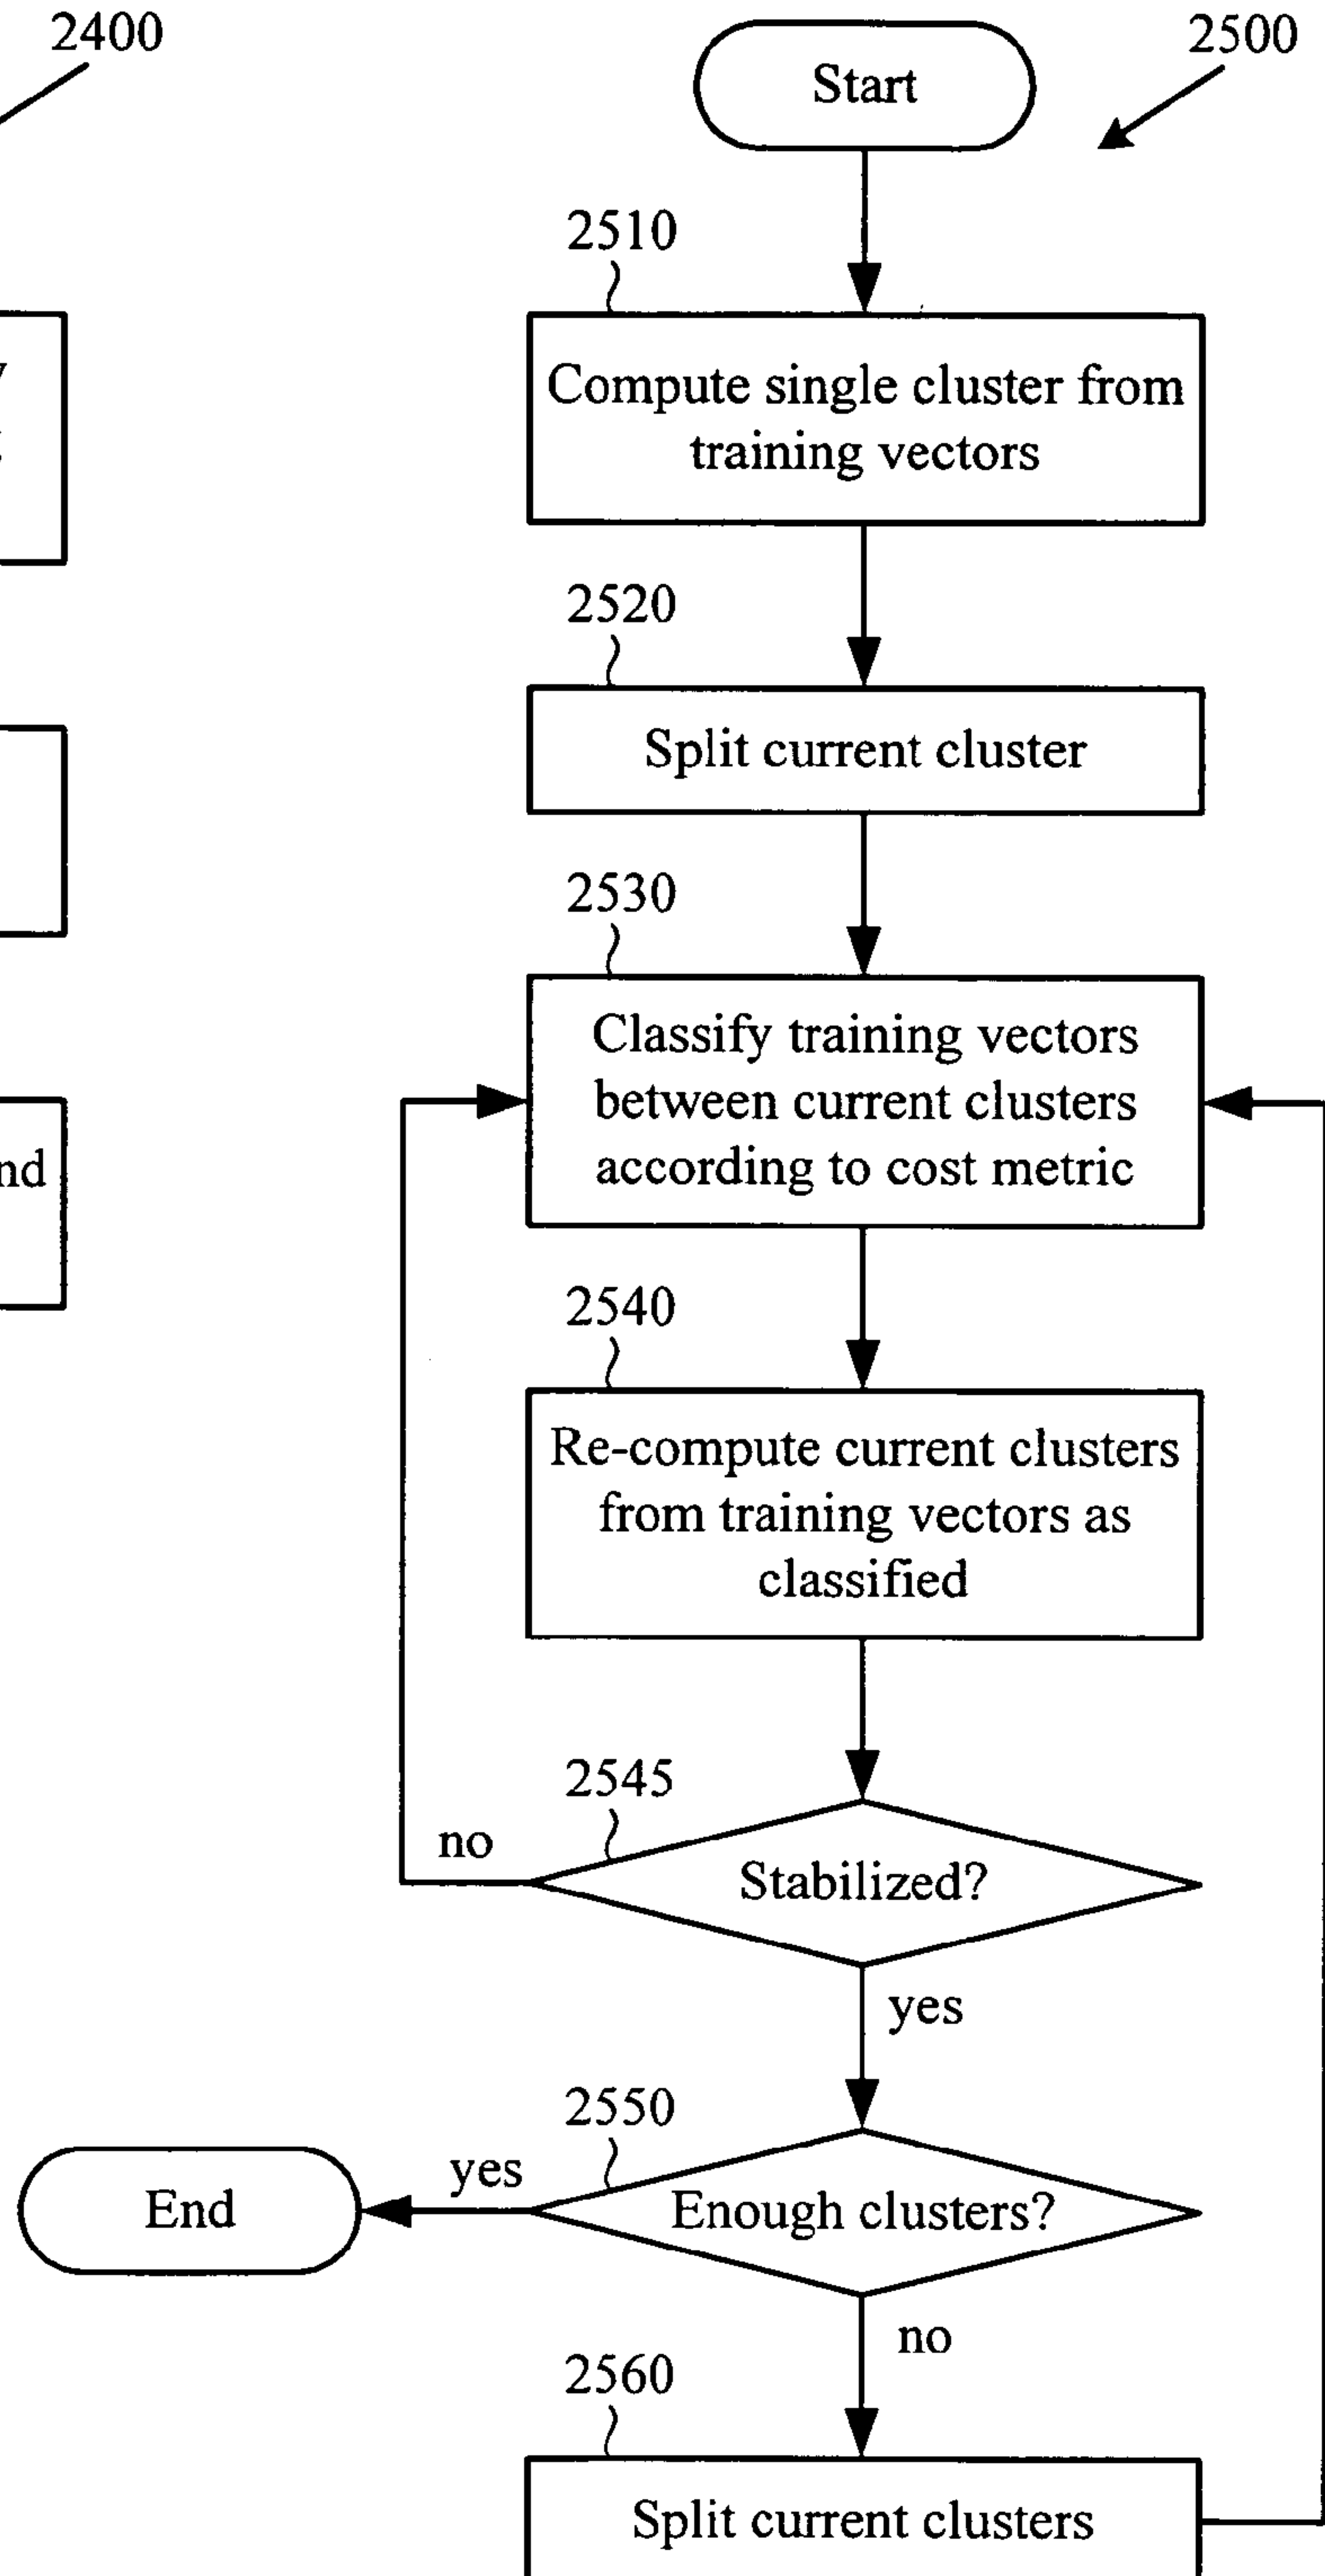 2400
2500
Start
2510
Compute single cluster from
training vectors
2520
Split current cluster
2530
Classify training vectors
between current clusters
according to cost metric
2540
Re-compute current clusters
from training vectors as
classified
2545
no
Stabilized?
yes
2550
yes
End
Enough clusters?
no
2560
Split current clusters